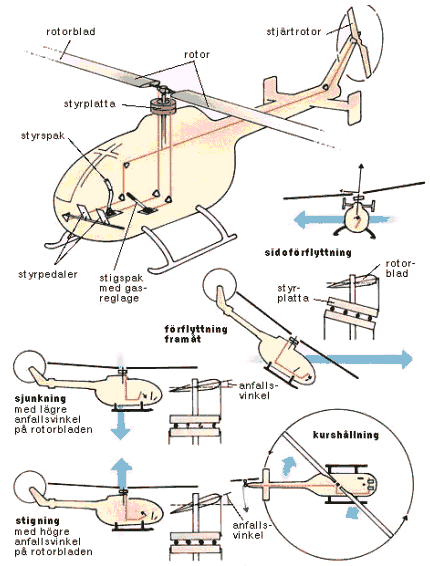 rotorblad
stjärtrotor
rotor
styrplatta
styrspak
styrpedaler
stigspak
med gas-
reglage
sidoförflyttning
rotor-
blad
styr-
platta
förflyttning
framåt
sjunkning
med lägre
anfallsvinkel
på rotorbladen
anfalls-
vinkel
kurshållning
stigning
med högre
anfallsvinkel
på rotorbladen
anfalls-
vinkel